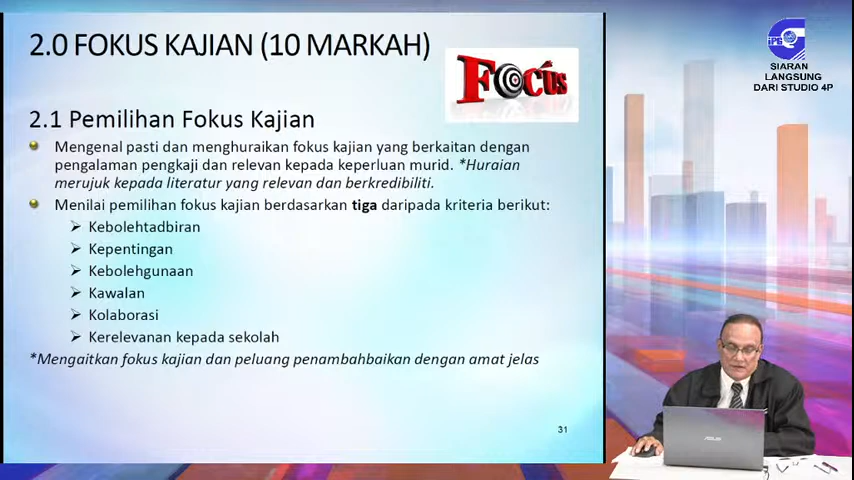 2.0 FOKUS KAJIAN (10 MARKAH)
Focus
IPG
SIARAN
LANGSUNG
DARI STUDIO 4P
2.1 Pemilihan Fokus Kajian
Mengenal pasti dan menghuraikan fokus kajian yang berkaitan dengan
pengalaman pengkaji dan relevan kepada keperluan murid. *Huraian
merujuk kepada literatur yang relevan dan berkredibiliti.
Menilai pemilihan fokus kajian berdasarkan tiga daripada kriteria berikut:
Kebolehtadbiran
Kepentingan
Kebolehgunaan
Kawalan
Kolaborasi
Kerelevanan kepada sekolah
*Mengaitkan fokus kajian dan peluang penambahbaikan dengan amat jelas
31
ASUS